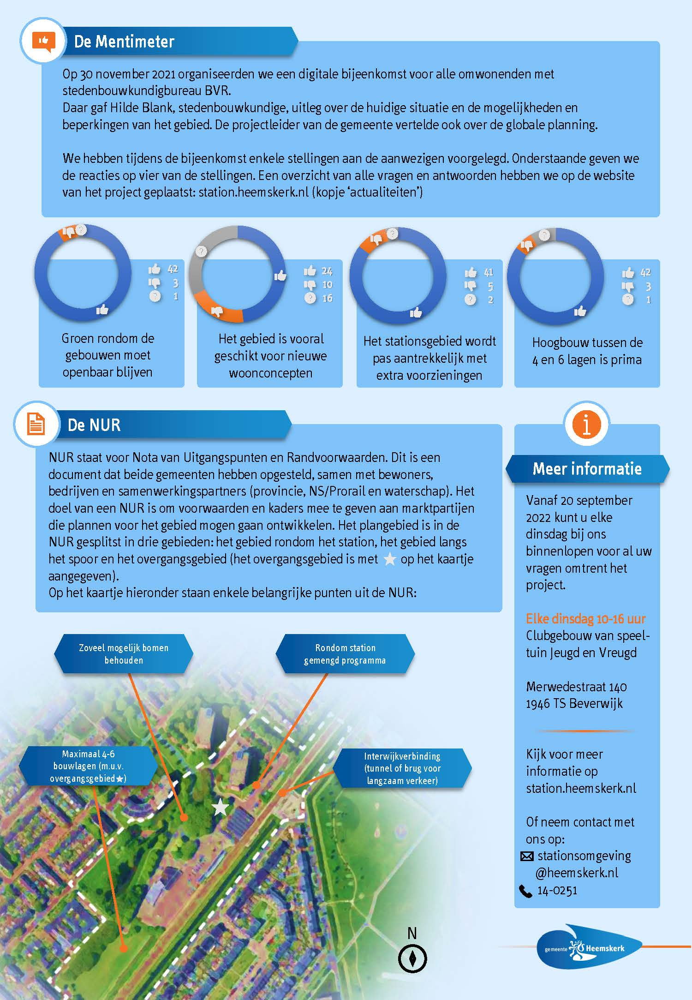 De Mentimeter
Op 30 november 2021 organiseerden we een digitale bijeenkomst voor alle omwonenden met
stedenbouwkundigbureau BVR.
Daar gaf Hilde Blank, stedenbouwkundige, uitleg over de huidige situatie en de mogelijkheden en
beperkingen van het gebied. De projectleider van de gemeente vertelde ook over de globale planning.
We hebben tijdens de bijeenkomst enkele stellingen aan de aanwezigen voorgelegd. Onderstaande geven we
de reacties op vier van de stellingen. Een overzicht van alle vragen en antwoorden hebben we op de website
van het project geplaatst: station.heemskerk.nl (kopje ‘actualiteiten’)
42
3
? 1
Groen rondom de
gebouwen moet
openbaar blijven
24
10
? 16
Het gebied is vooral
geschikt voor nieuwe
woonconcepten
41
5
? 2
Het stationsgebied wordt
pas aantrekkelijk met
extra voorzieningen
42
3
? 1
Hoogbouw tussen de
4 en 6 lagen is prima
De NUR
NUR staat voor Nota van Uitgangspunten en Randvoorwaarden. Dit is een
document dat beide gemeenten hebben opgesteld, samen met bewoners,
bedrijven en samenwerkingspartners (provincie, NS/Prorail en waterschap). Het
doel van een NUR is om voorwaarden en kaders mee te geven aan marktpartijen
die plannen voor het gebied mogen gaan ontwikkelen. Het plangebied is in de
NUR gesplitst in drie gebieden: het gebied rondom het station, het gebied langs
het spoor en het overgangsgebied (het overgangsgebied is met ★ op het kaartje
aangegeven).
Op het kaartje hieronder staan enkele belangrijke punten uit de NUR:
Zoveel mogelijk bomen
behouden
Rondom station
gemengd programma
Maximaal 4-6
bouwlagen (m.u.v.
overgangsgebied★)
Interwijkverbinding
(tunnel of brug voor
langzaam verkeer)
N
i
Meer informatie
Vanaf 20 september
2022 kunt u elke
dinsdag bij ons
binnenlopen voor al uw
vragen omtrent het
project.
Elke dinsdag 10-16 uur
Clubgebouw van speel-
tuin Jeugd en Vreugd
Merwedestraat 140
1946 TS Beverwijk
Kijk voor meer
informatie op
station.heemskerk.nl
Of neem contact met
ons op:
stationsomgeving
@heemskerk.nl
14-0251
gemeente Heemskerk